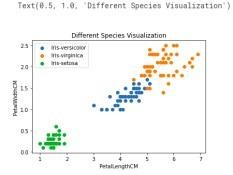 Text(0.5, 1.0, 'Different Species Visualization')
Different Species Visualization
2.5
2.0
1.5
1.0
0.5
0.0
PetalWidthCM
Iris-versicolor
Iris-virginica
Iris-setosa
1
2
3
4
5
6
7
PetalLengthCM